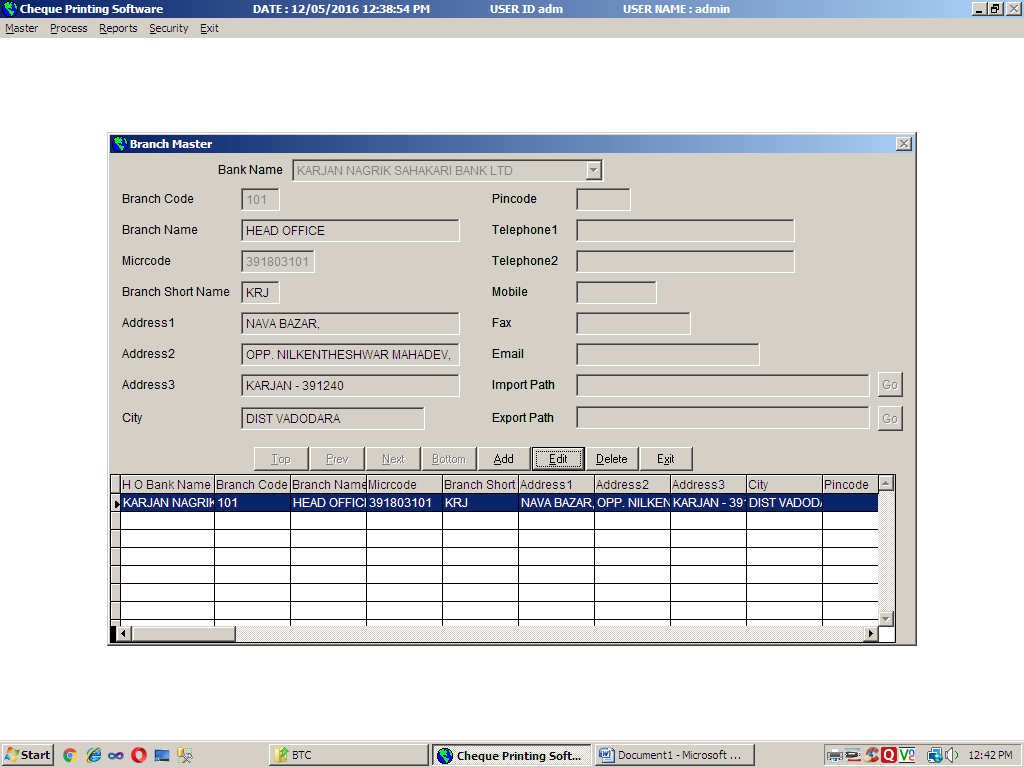 Cheque Printing Software DATE : 12/05/2016 12:38:54 PM USER ID adm USER NAME : admin
Master Process Reports Security Exit
Branch Master
Bank Name KARJAN NAGRIK SAHAKARI BANK LTD
Branch Code 101 Pincode
Branch Name HEAD OFFICE Telephone1
Micrcode 391803101 Telephone2
Branch Short Name KRJ Mobile
Address1 NAVA BAZAR, Fax
Address2 OPP. NILKENTHESHWAR MAHADEV, Email
Address3 KARJAN - 391240 Import Path Go
City DIST VADODARA Export Path Go
Top Prev Next Bottom Add Edit Delete Exit
H O Bank Name Branch Code Branch Name Micrcode Branch Short Address1 Address2 Address3 City Pincode
KARJAN NAGRIK 101 HEAD OFFIC 391803101 KRJ NAVA BAZAR, OPP. NILKEN KARJAN - 39 DIST VADOD
Start BTC Cheque Printing Soft... Document1 - Microsoft ... 12:42 PM